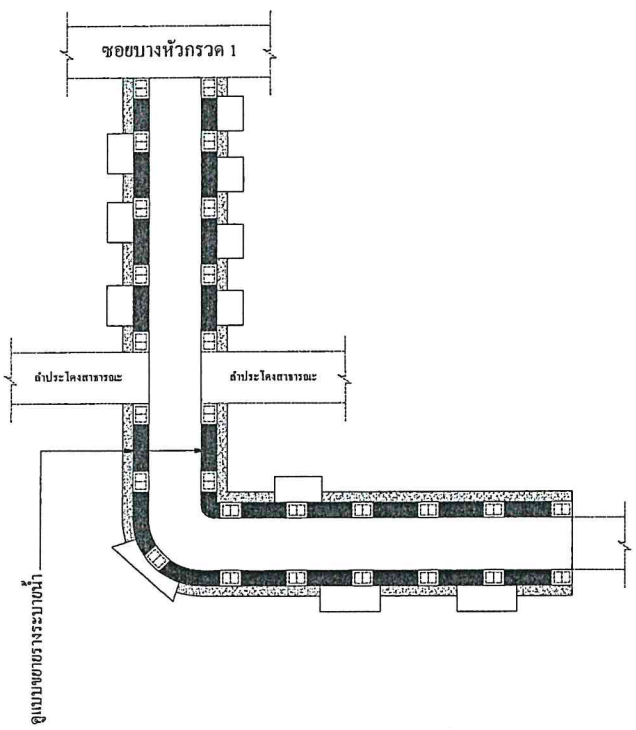 ซอยบางหัวกรวด 1
ลำประโดงสาธารณะ
ลำประโดงสาธารณะ
ดูแบบขยายรางระบายน้ำ